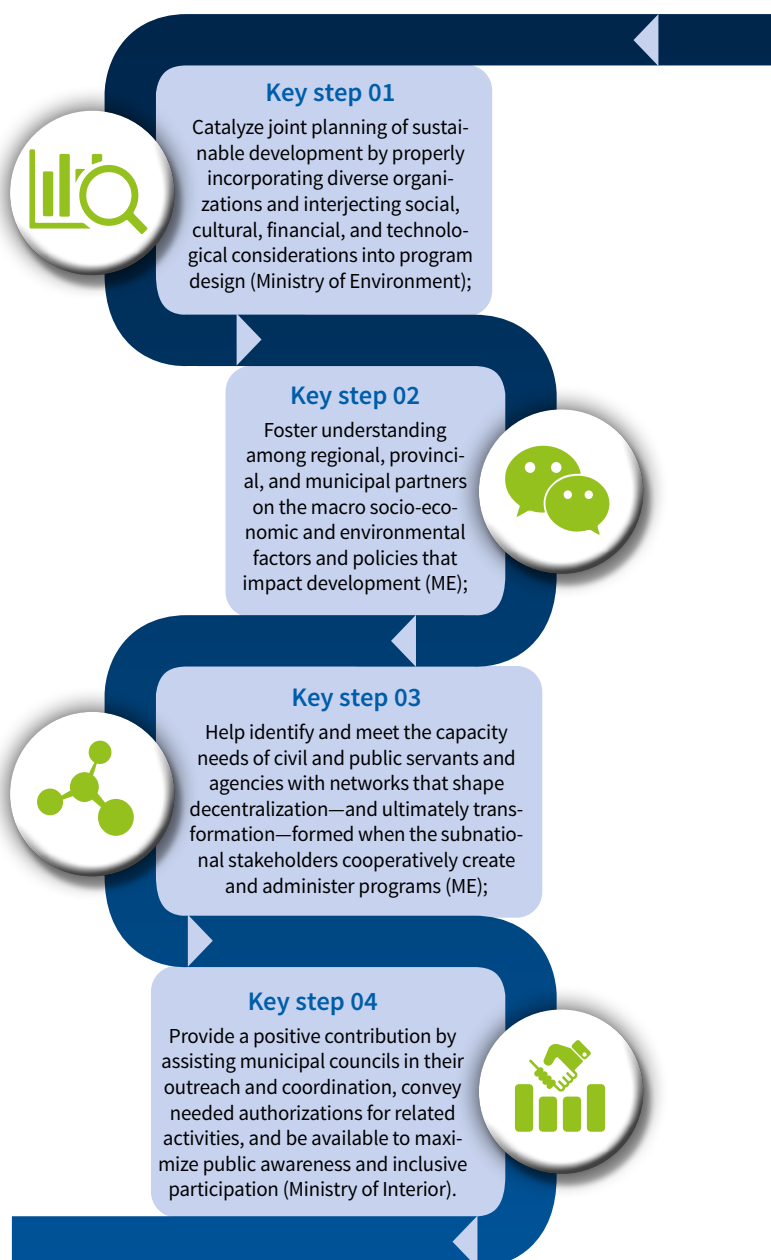 Key step 01
Catalyze joint planning of sustai-
nable development by properly
incorporating diverse organi-
zations and interjecting social,
cultural, financial, and technolo-
gical considerations into program
design (Ministry of Environment);
Key step 02
Foster understanding
among regional, provinci-
al, and municipal partners
on the macro socio-eco-
nomic and environmental
factors and policies that
impact development (ME);
Key step 03
Help identify and meet the capacity
needs of civil and public servants and
agencies with networks that shape
decentralization—and ultimately trans-
formation—formed when the subnatio-
nal stakeholders cooperatively create
and administer programs (ME);
Key step 04
Provide a positive contribution by
assisting municipal councils in their
outreach and coordination, convey
needed authorizations for related
activities, and be available to maxi-
mize public awareness and inclusive
participation (Ministry of Interior).